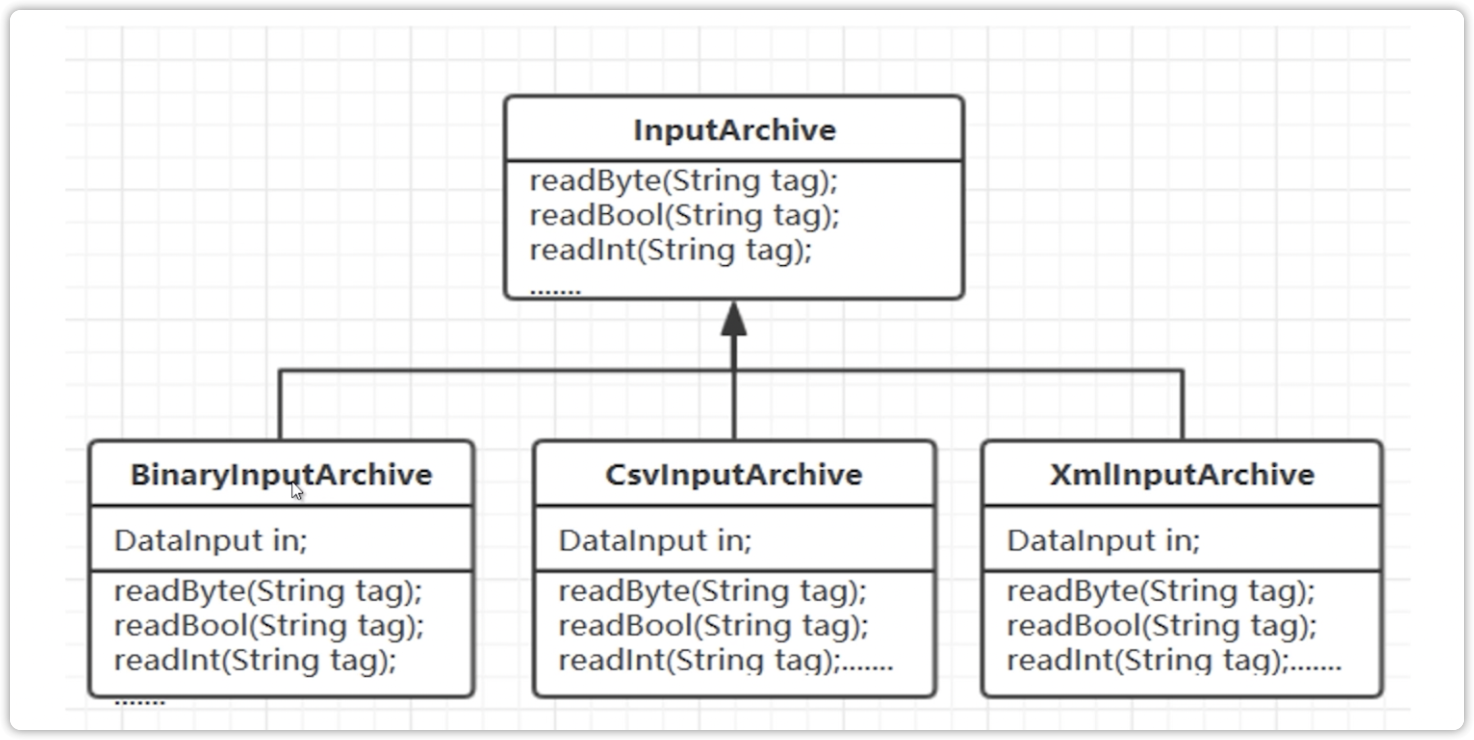 InputArchive
readByte(String tag);
readBool(String tag);
readInt(String tag);
.......
BinaryInputArchive
DataInput in;
readByte(String tag);
readBool(String tag);
readInt(String tag);
.......
CsvInputArchive
DataInput in;
readByte(String tag);
readBool(String tag);
readInt(String tag);.......
XmlInputArchive
DataInput in;
readByte(String tag);
readBool(String tag);
readInt(String tag);.......